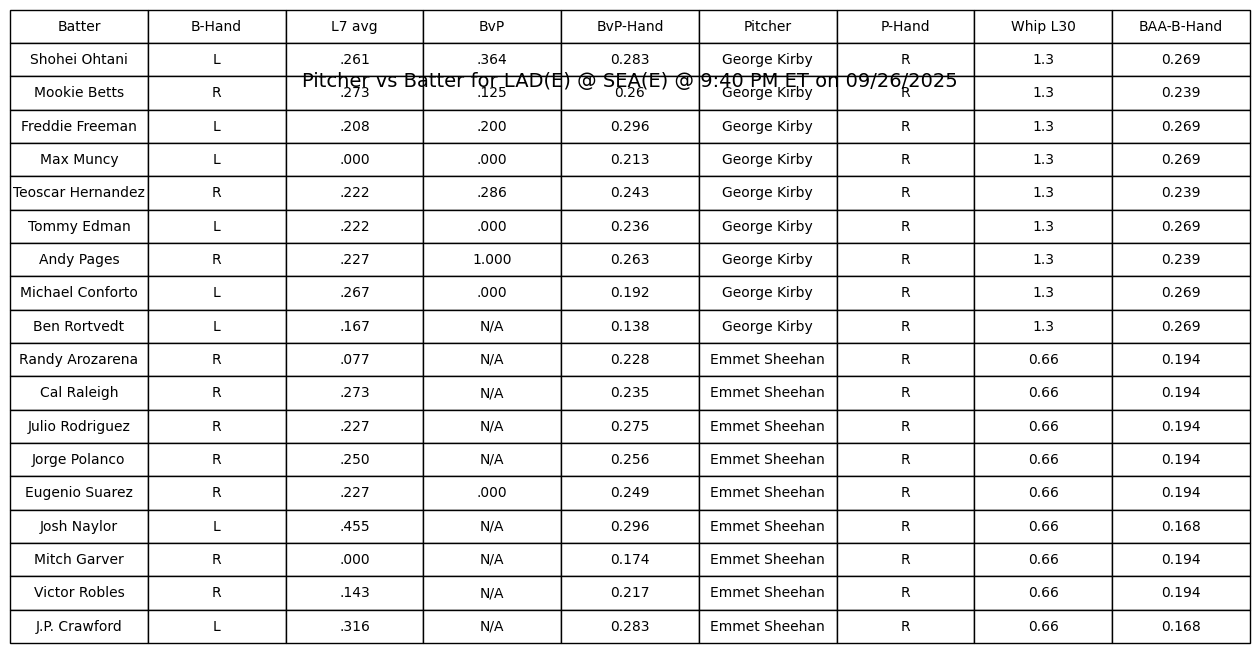 Batter B-Hand L7 avg BvP BvP-Hand Pitcher P-Hand Whip L30 BAA-B-Hand
Shohei Ohtani L .261 .364 0.283 George Kirby R 1.3 0.269
Pitcher vs Batter for LAD(E) @ SEA(E) @ 9:40 PM ET on 09/26/2025
Mookie Betts R .273 .125 0.26 George Kirby R 1.3 0.239
Freddie Freeman L .208 .200 0.296 George Kirby R 1.3 0.269
Max Muncy L .000 .000 0.213 George Kirby R 1.3 0.269
Teoscar Hernandez R .222 .286 0.243 George Kirby R 1.3 0.239
Tommy Edman L .222 .000 0.236 George Kirby R 1.3 0.269
Andy Pages R .227 1.000 0.263 George Kirby R 1.3 0.239
Michael Conforto L .267 .000 0.192 George Kirby R 1.3 0.269
Ben Rortvedt L .167 N/A 0.138 George Kirby R 1.3 0.269
Randy Arozarena R .077 N/A 0.228 Emmet Sheehan R 0.66 0.194
Cal Raleigh R .273 N/A 0.235 Emmet Sheehan R 0.66 0.194
Julio Rodriguez R .227 N/A 0.275 Emmet Sheehan R 0.66 0.194
Jorge Polanco R .250 N/A 0.256 Emmet Sheehan R 0.66 0.194
Eugenio Suarez R .227 .000 0.249 Emmet Sheehan R 0.66 0.194
Josh Naylor L .455 N/A 0.296 Emmet Sheehan R 0.66 0.168
Mitch Garver R .000 N/A 0.174 Emmet Sheehan R 0.66 0.194
Victor Robles R .143 N/A 0.217 Emmet Sheehan R 0.66 0.194
J.P. Crawford L .316 N/A 0.283 Emmet Sheehan R 0.66 0.168